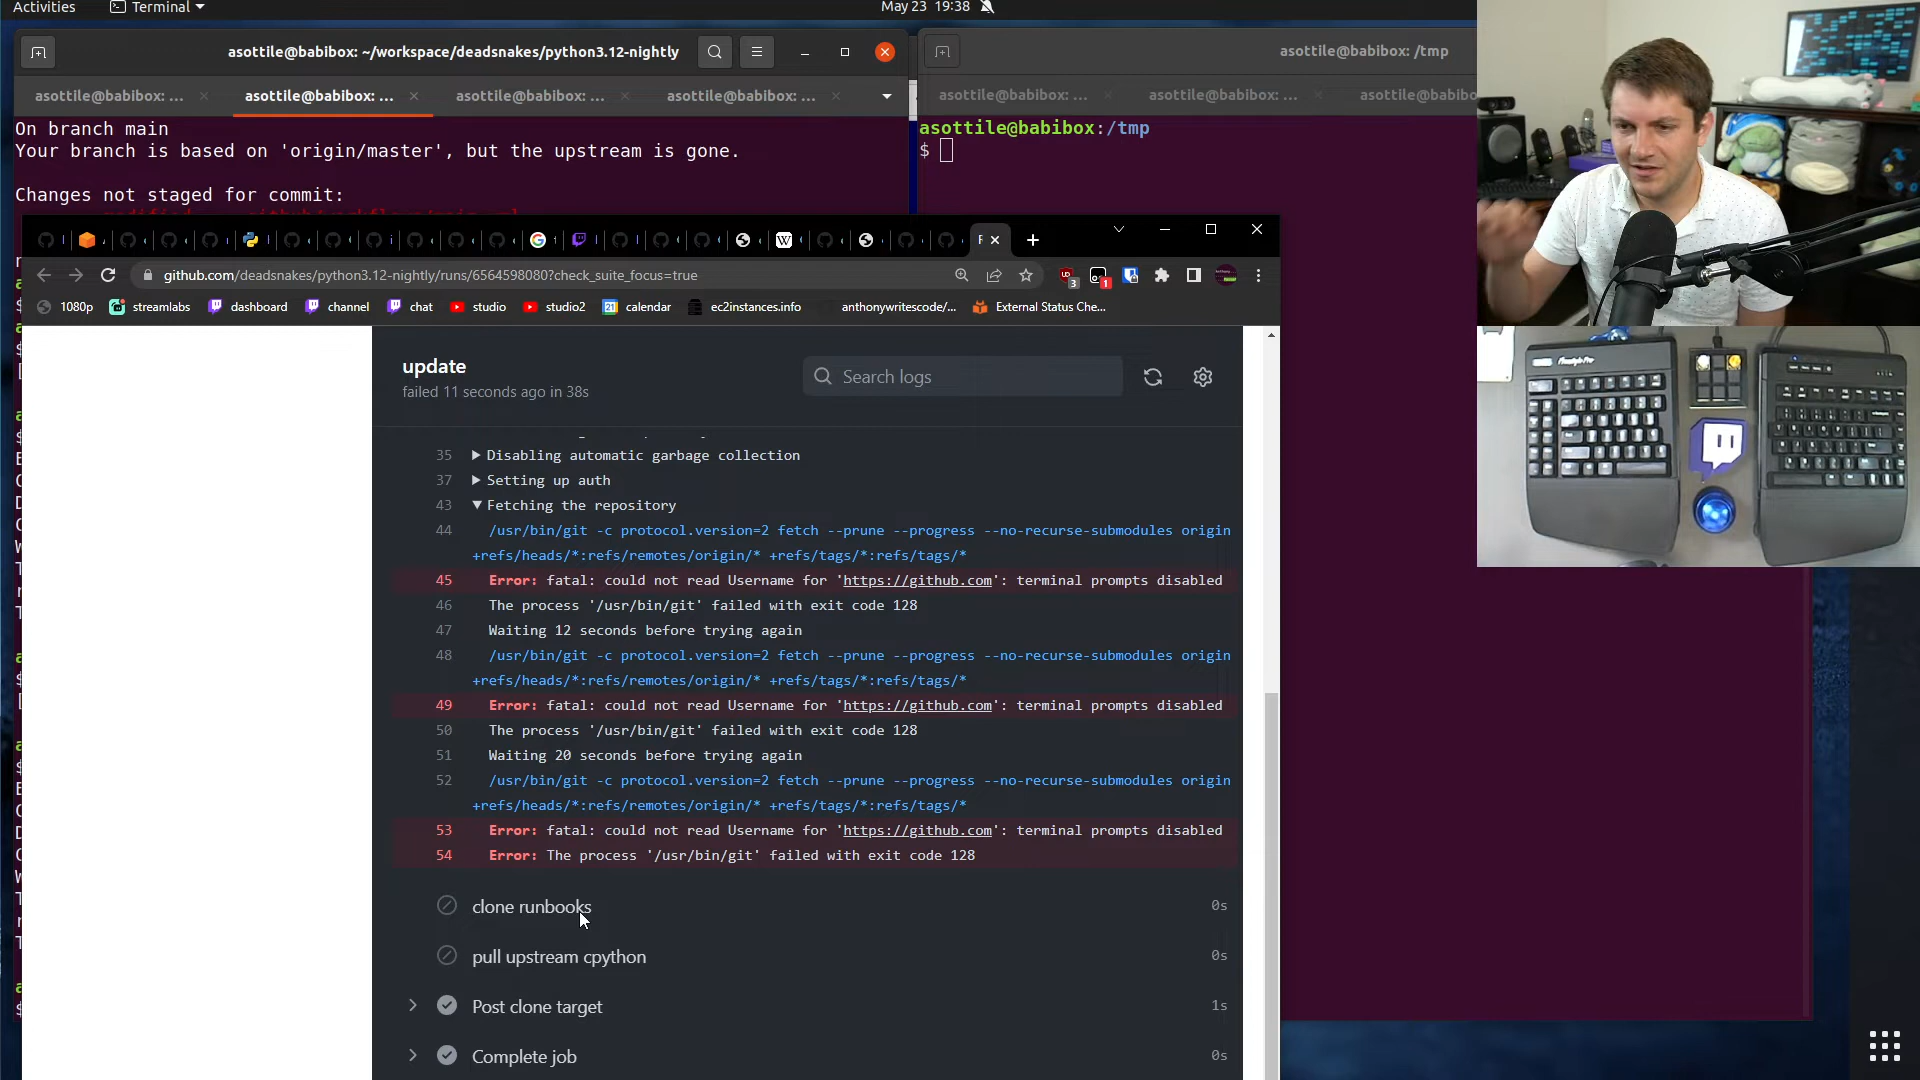 Activities
Terminal
May 23 19:38
asottile@babibox: ~/workspace/deadsnakes/python3.12-nightly
asottile@babibox: /tmp
asottile@babibox: ...
asottile@babibox: ...
asottile@babibox: ...
asottile@babibox: ...
asottile@babibox: ...
asottile@babibox: ...
asottile@babibo
On branch main
Your branch is based on 'origin/master', but the upstream is gone.
Changes not staged for commit:
asottile@babibox:/tmp
$
github.com/deadsnakes/python3.12-nightly/runs/6564598080?check_suite_focus=true
1080p
streamlabs
dashboard
channel
chat
studio
studio2
calendar
ec2instances.info
anthonywritescode/...
External Status Che...
update
failed 11 seconds ago in 38s
Search logs
35 Disabling automatic garbage collection
37 Setting up auth
43 Fetching the repository
44 /usr/bin/git -c protocol.version=2 fetch --prune --progress --no-recurse-submodules origin
+refs/heads/*:refs/remotes/origin/* +refs/tags/*:refs/tags/*
45 Error: fatal: could not read Username for 'https://github.com': terminal prompts disabled
46 The process '/usr/bin/git' failed with exit code 128
47 Waiting 12 seconds before trying again
48 /usr/bin/git -c protocol.version=2 fetch --prune --progress --no-recurse-submodules origin
+refs/heads/*:refs/remotes/origin/* +refs/tags/*:refs/tags/*
49 Error: fatal: could not read Username for 'https://github.com': terminal prompts disabled
50 The process '/usr/bin/git' failed with exit code 128
51 Waiting 20 seconds before trying again
52 /usr/bin/git -c protocol.version=2 fetch --prune --progress --no-recurse-submodules origin
+refs/heads/*:refs/remotes/origin/* +refs/tags/*:refs/tags/*
53 Error: fatal: could not read Username for 'https://github.com': terminal prompts disabled
54 Error: The process '/usr/bin/git' failed with exit code 128
clone runbooks 0s
pull upstream cpython 0s
Post clone target 1s
Complete job 0s